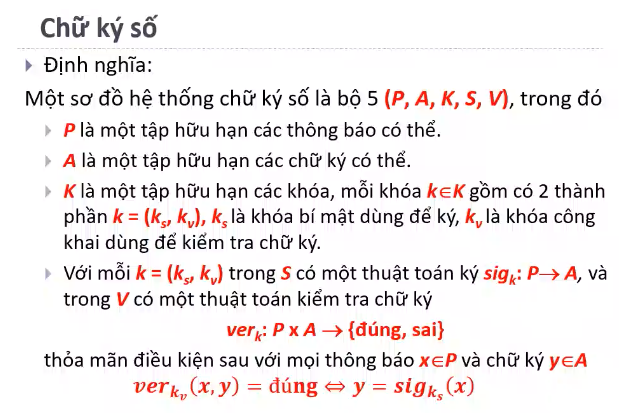 Chữ ký số
Định nghĩa:
Một sơ đồ hệ thống chữ ký số là bộ 5 (P, A, K, S, V), trong đó
P là một tập hữu hạn các thông báo có thể.
A là một tập hữu hạn các chữ ký có thể.
K là một tập hữu hạn các khóa, mỗi khóa k∈K gồm có 2 thành
phần k = (kₛ, kᵥ), kₛ là khóa bí mật dùng để ký, kᵥ là khóa công
khai dùng để kiểm tra chữ ký.
Với mỗi k = (kₛ, kᵥ) trong S có một thuật toán ký sigₖ: P→ A, và
trong V có một thuật toán kiểm tra chữ ký
verₖ: P x A → {đúng, sai}
thỏa mãn điều kiện sau với mọi thông báo x∈P và chữ ký y∈A
ver_{kᵥ}(x, y) = đúng ⇔ y = sig_{kₛ}(x)